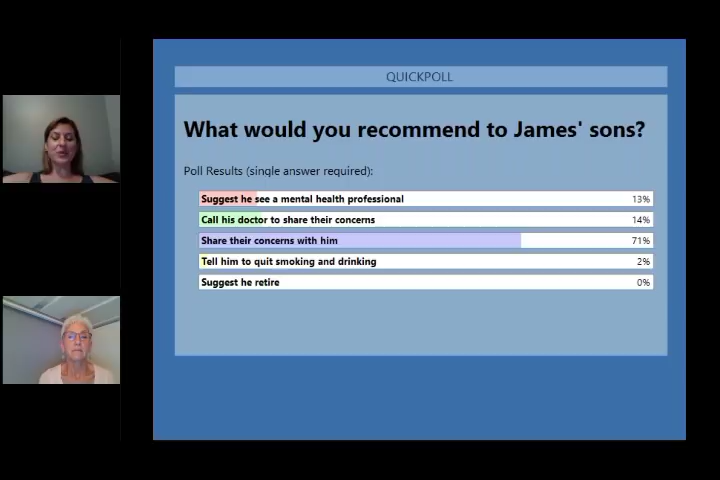 QUICKPOLL
What would you recommend to James' sons?
Poll Results (single answer required):
Suggest he see a mental health professional 13%
Call his doctor to share their concerns 14%
Share their concerns with him 71%
Tell him to quit smoking and drinking 2%
Suggest he retire 0%